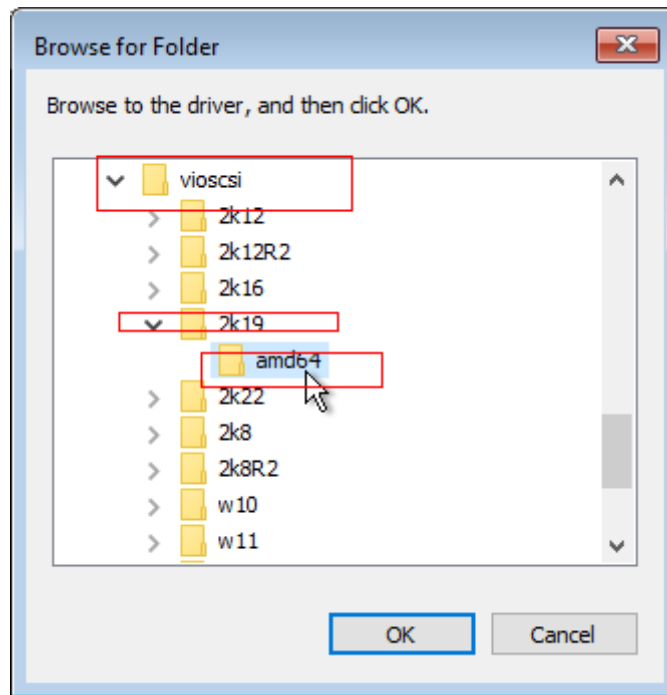 Browse for Folder
Browse to the driver, and then click OK.
vioscsi
2k12
2k12R2
2k16
2k19
amd64
2k22
2k8
2k8R2
w10
w11
OK Cancel